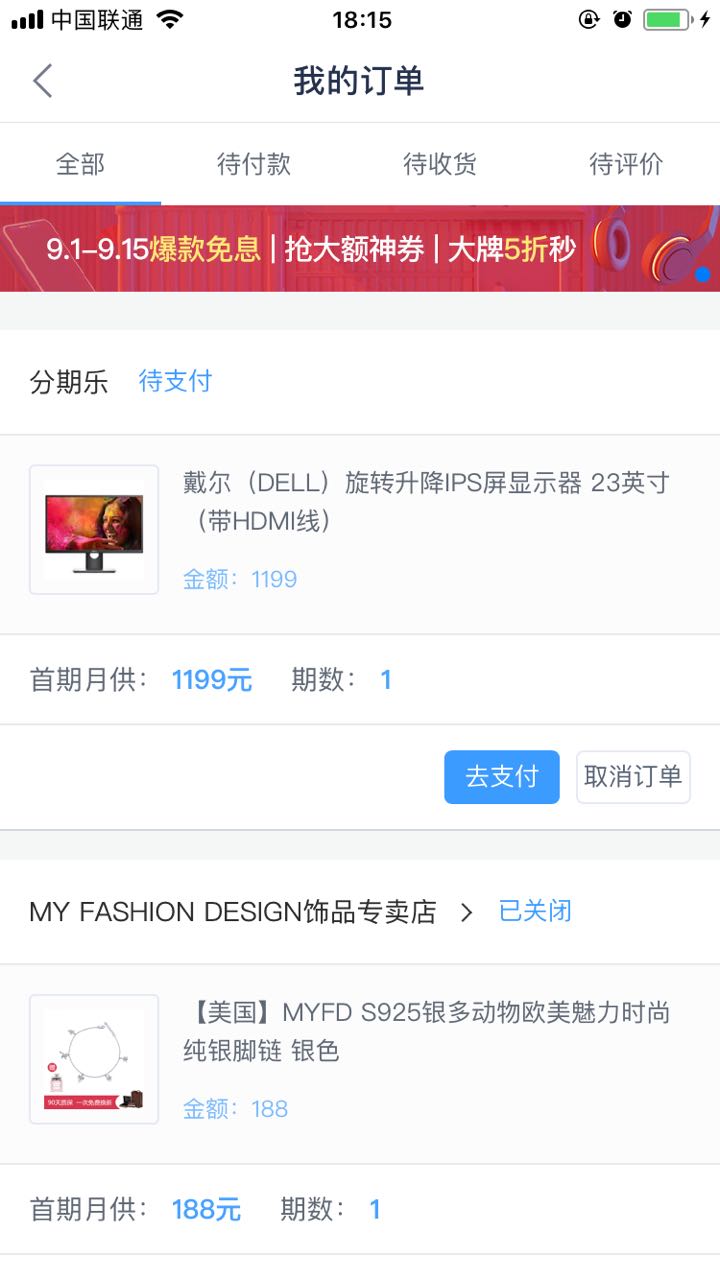 中国联通
18:15
我的订单
全部
待付款
待收货
待评价
9.1–9.15爆款免息 | 抢大额神券 | 大牌5折秒
分期乐 待支付
戴尔（DELL）旋转升降IPS屏显示器 23英寸
（带HDMI线）
金额：1199
首期月供： 1199元 期数： 1
去支付
取消订单
MY FASHION DESIGN饰品专卖店 > 已关闭
【美国】MYFD S925银多动物欧美魅力时尚
纯银脚链 银色
90天质保 一次免费换新
金额：188
首期月供： 188元 期数： 1